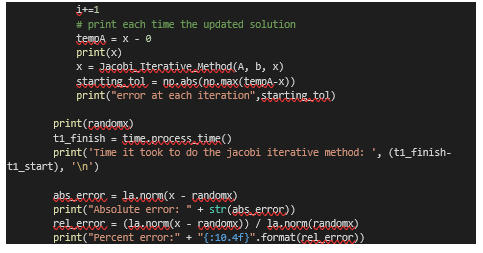 i+=1
# print each time the updated solution
tempA = x - 0
print(x)
x = Jacobi_Iterative_Method(A, b, x)
starting_tol = np.abs(np.max(tempA-x))
print("error at each iteration",starting_tol)
print(randomx)
t1_finish = time.process_time()
print('Time it took to do the jacobi iterative method: ', (t1_finish-
t1_start), '\n')
abs_error = la.norm(x - randomx)
print("Absolute error: " + str(abs_error))
rel_error = (la.norm(x - randomx)) / la.norm(randomx)
print("Percent error:" + "{:10.4f}".format(rel_error))